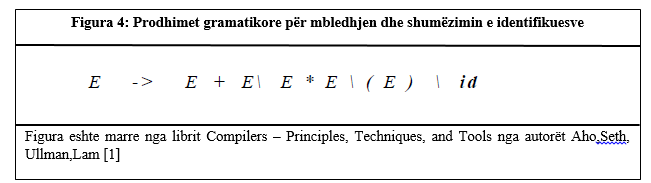 Figura 4: Prodhimet gramatikore për mbledhjen dhe shumëzimin e identifikuesve
E -> E + E\ E * E \ ( E ) \ id
Figura eshte marre nga librit Compilers – Principles, Techniques, and Tools nga autorët Aho,Seth,
Ullman,Lam [1]